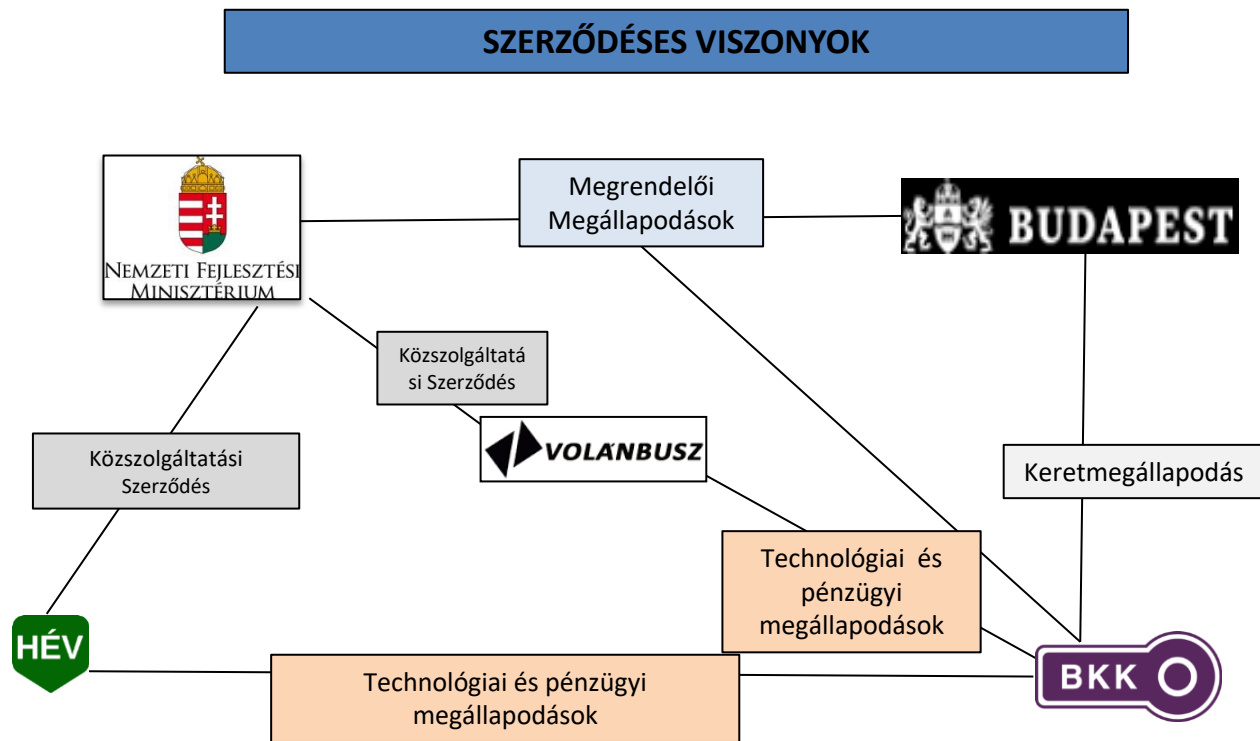 SZERZŐDÉSES VISZONYOK
Megrendelői
Megállapodások
NEMZETI FEJLESZTÉSI
MINISZTÉRIUM
BUDAPEST
Közszolgáltatá
si Szerződés
VOLÁNBUSZ
Közszolgáltatási
Szerződés
Keretmegállapodás
Technológiai és
pénzügyi
megállapodások
HÉV
Technológiai és pénzügyi
megállapodások
BKK